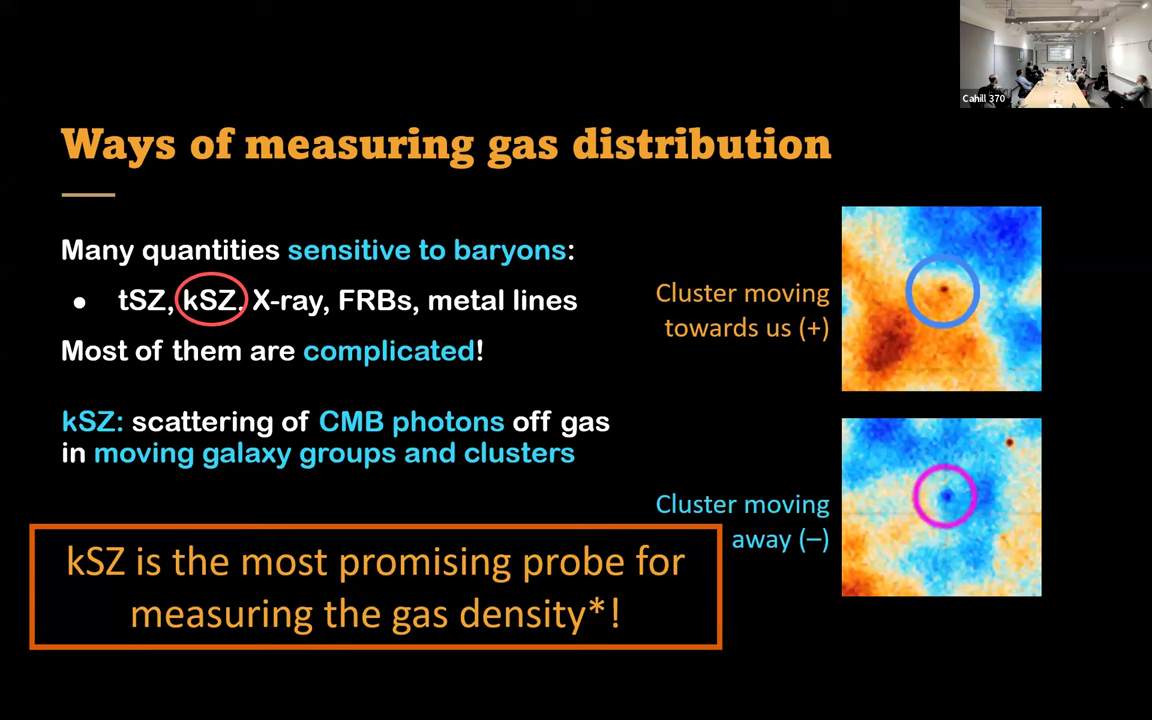 Cahill 370
Ways of measuring gas distribution
Many quantities sensitive to baryons:
● tSZ, kSZ, X-ray, FRBs, metal lines
Most of them are complicated!
kSZ: scattering of CMB photons off gas
in moving galaxy groups and clusters
Cluster moving
towards us (+)
Cluster moving
away (–)
kSZ is the most promising probe for
measuring the gas density*!